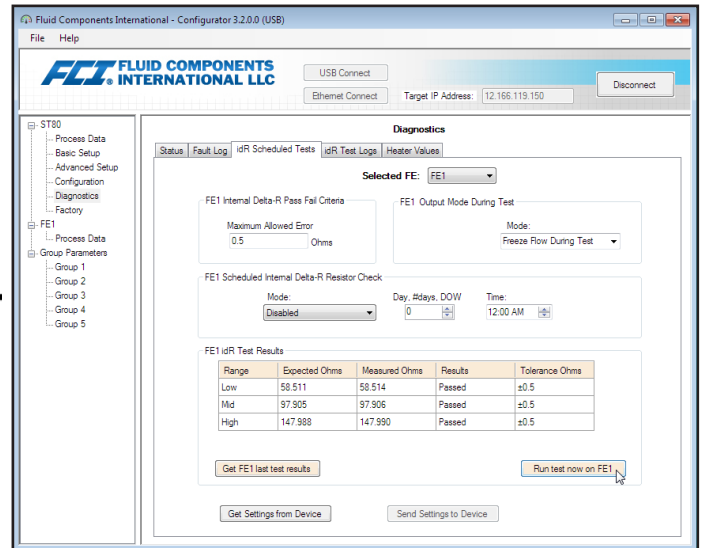 Fluid Components International - Configurator 3.2.0.0 (USB)
File Help
FCI® FLUID COMPONENTS
INTERNATIONAL LLC
USB Connect
Ethernet Connect
Target IP Address: 12.166.119.150
Disconnect
ST80
Process Data
Basic Setup
Advanced Setup
Configuration
Diagnostics
Factory
FE1
Process Data
Group Parameters
Group 1
Group 2
Group 3
Group 4
Group 5
Diagnostics
Status Fault Log idR Scheduled Tests idR Test Logs Heater Values
Selected FE: FE1
FE1 Internal Delta-R Pass Fail Criteria
Maximum Allowed Error
0.5 Ohms
FE1 Output Mode During Test
Mode:
Freeze Flow During Test
FE1 Scheduled Internal Delta-R Resistor Check
Mode: Day, #days, DOW Time:
Disabled 0 12:00 AM
FE1 idR Test Results
Range Expected Ohms Measured Ohms Results Tolerance Ohms
Low 58.511 58.514 Passed ±0.5
Mid 97.905 97.906 Passed ±0.5
High 147.988 147.990 Passed ±0.5
Get FE1 last test results Run test now on FE1
Get Settings from Device Send Settings to Device